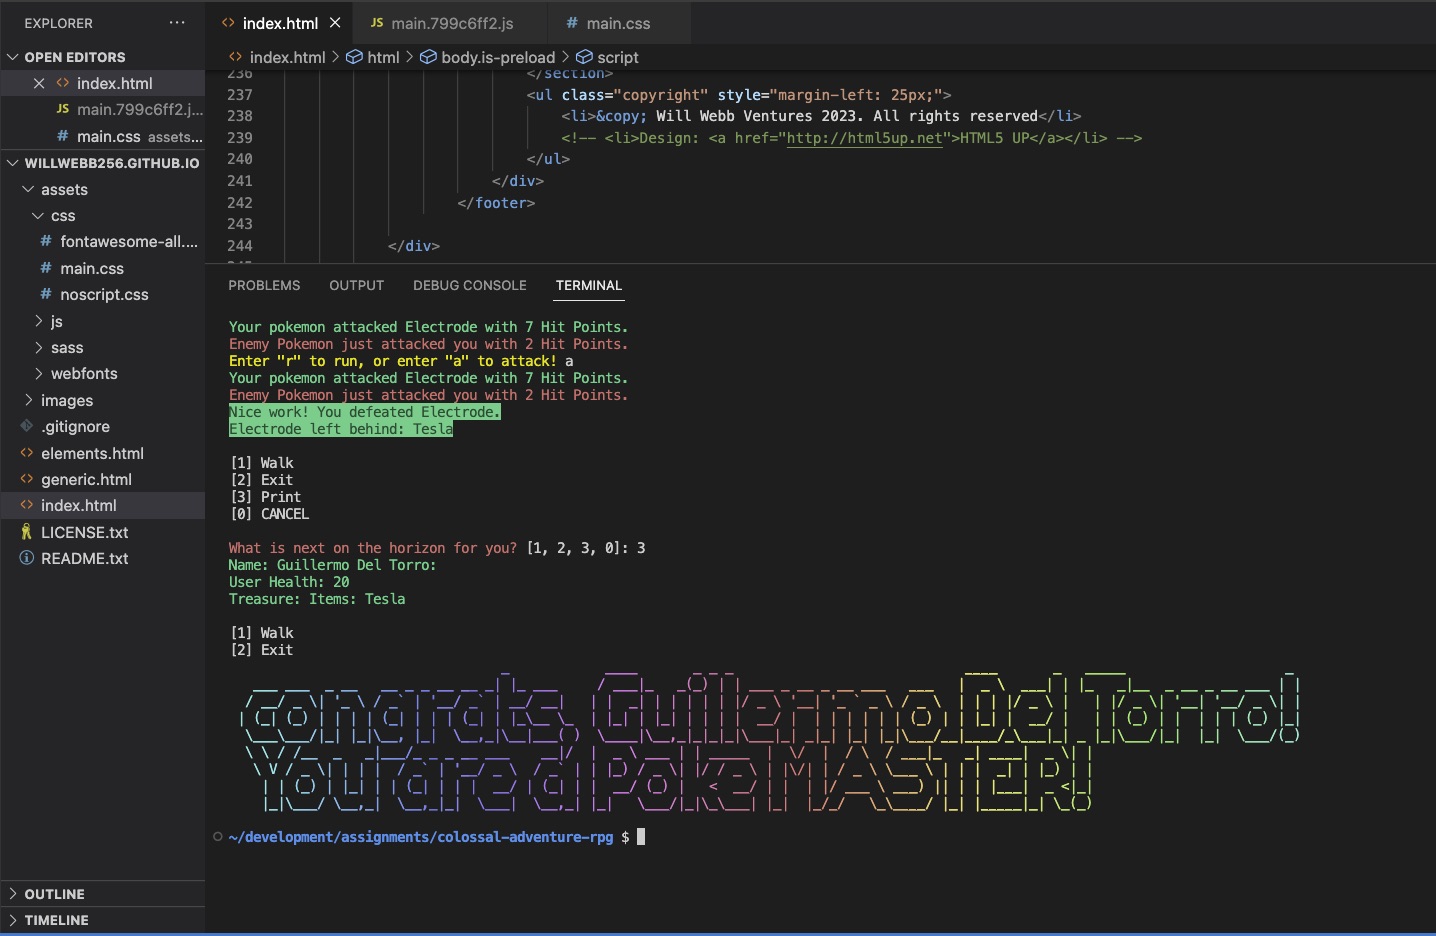 EXPLORER
OPEN EDITORS
index.html
main.799c6ff2.j...
main.css assets...
WILLWEBB256.GITHUB.IO
assets
css
fontawesome-all....
main.css
noscript.css
js
sass
webfonts
images
.gitignore
elements.html
generic.html
index.html
LICENSE.txt
README.txt
OUTLINE
TIMELINE
index.html
JS main.799c6ff2.js
# main.css
index.html > html > body.is-preload > script
236 </section>
237 <ul class="copyright" style="margin-left: 25px;">
238 <li>&copy; Will Webb Ventures 2023. All rights reserved</li>
239 <!-- <li>Design: <a href="http://html5up.net">HTML5 UP</a></li> -->
240 </ul>
241 </div>
242 </footer>
243
244 </div>
PROBLEMS OUTPUT DEBUG CONSOLE TERMINAL
Your pokemon attacked Electrode with 7 Hit Points.
Enemy Pokemon just attacked you with 2 Hit Points.
Enter "r" to run, or enter "a" to attack! a
Your pokemon attacked Electrode with 7 Hit Points.
Enemy Pokemon just attacked you with 2 Hit Points.
Nice work! You defeated Electrode.
Electrode left behind: Tesla
[1] Walk
[2] Exit
[3] Print
[0] CANCEL
What is next on the horizon for you? [1, 2, 3, 0]: 3
Name: Guillermo Del Torro:
User Health: 20
Treasure: Items: Tesla
[1] Walk
[2] Exit
congrats, Guillermo Del Torro!
You are a PokeMASTER!
~/development/assignments/colossal-adventure-rpg $